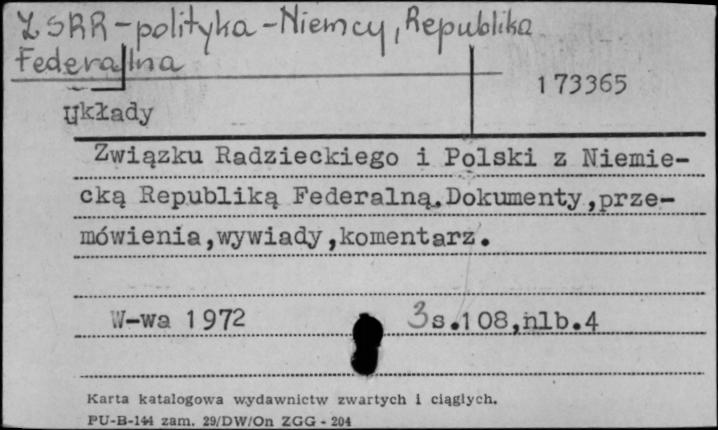 ZSRR-polityka-Niemcy, Republika
Federalna
173365
Układy
Związku Radzieckiego i Polski z Niemie-
cką Republiką Federalną.Dokumenty,prze-
mówienia,wywiady,komentarz.
W-wa 1972
3s.108,nlb.4
Karta katalogowa wydawnictw zwartych i ciągłych.
PU-B-144 zam. 29/DW/On ZGG - 204